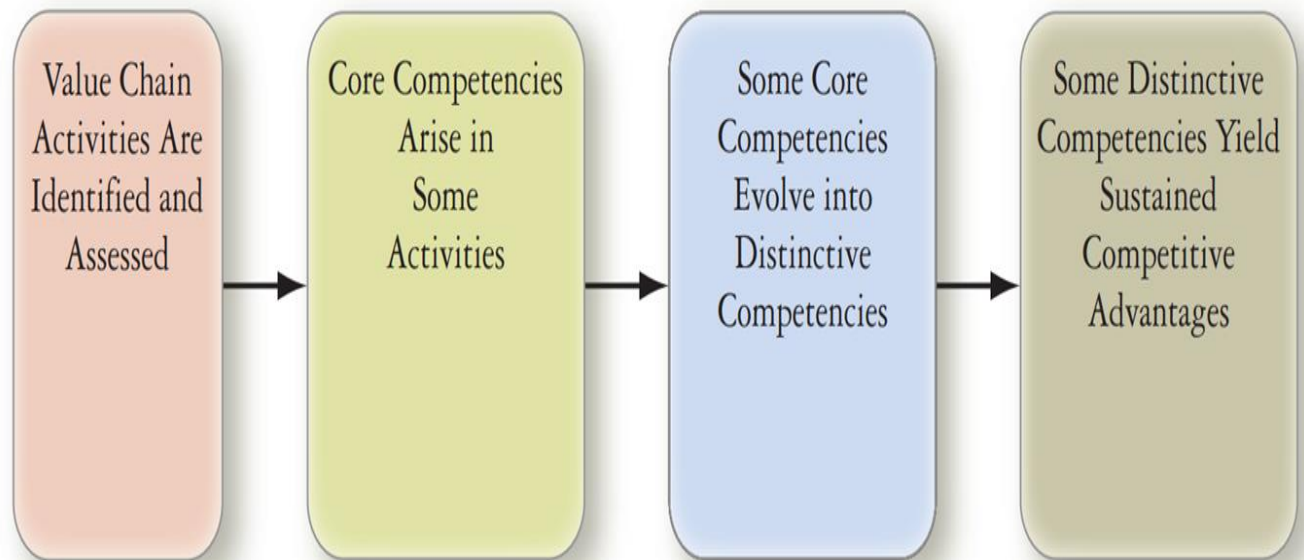 Value Chain
Activities Are
Identified and
Assessed
Core Competencies
Arise in
Some
Activities
Some Core
Competencies
Evolve into
Distinctive
Competencies
Some Distinctive
Competencies Yield
Sustained
Competitive
Advantages